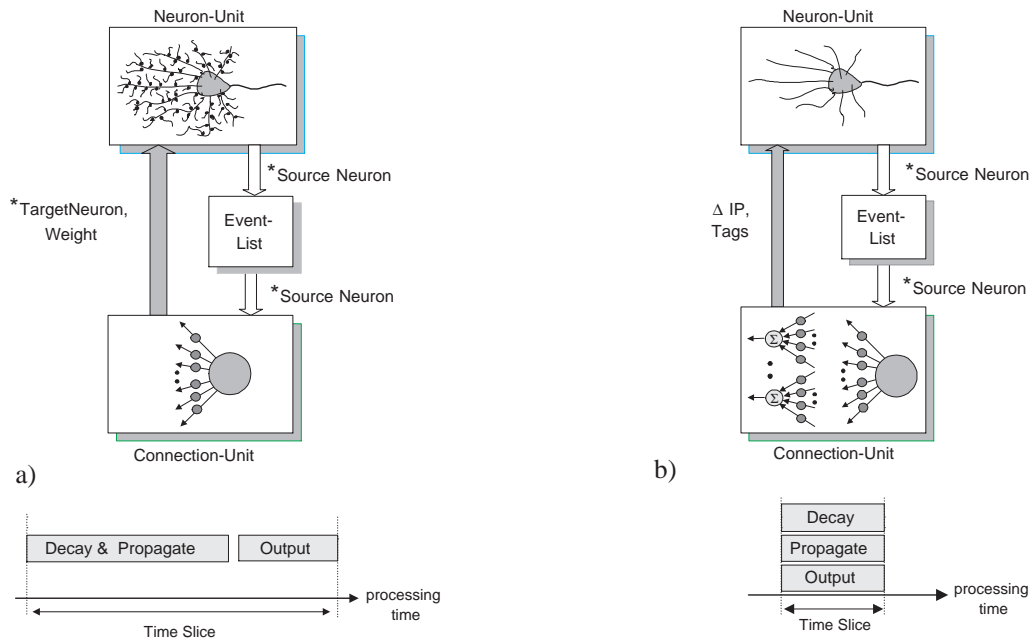 Neuron-Unit
*Source Neuron
*TargetNeuron,
Weight
Event-
List
*Source Neuron
Connection-Unit
a)
Decay & Propagate
Output
processing
time
Time Slice
Neuron-Unit
*Source Neuron
Δ IP,
Tags
Event-
List
*Source Neuron
Σ
Σ
Connection-Unit
b)
Decay
Propagate
Output
processing
time
Time Slice